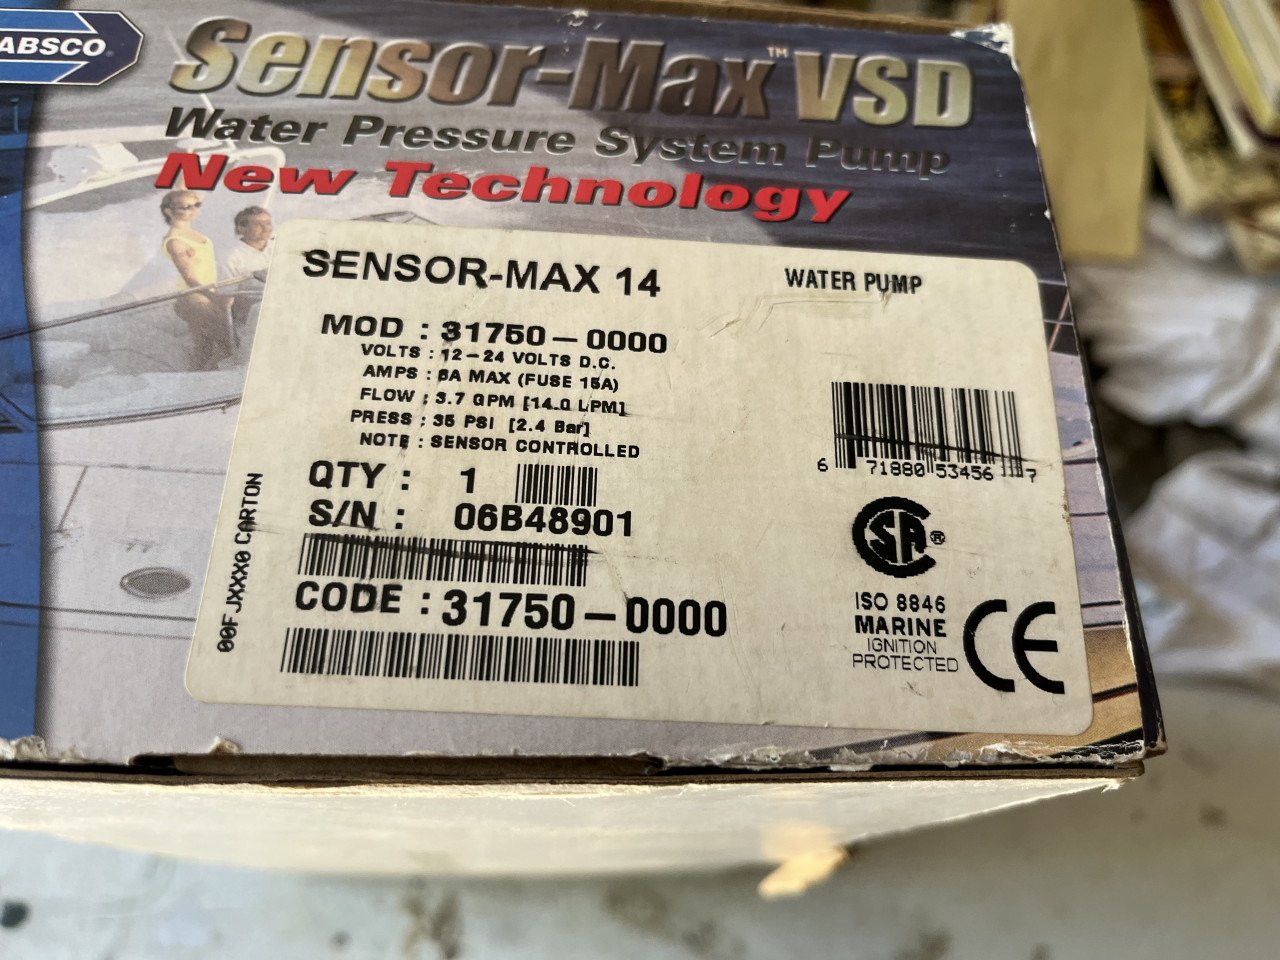 ABSCO®
Sensor-Max™ VSD
Water Pressure System Pump
New Technology
SENSOR-MAX 14
WATER PUMP
MOD : 31750-0000
VOLTS : 12-24 VOLTS D.C.
AMPS : 8A MAX (FUSE 15A)
FLOW : 3.7 GPM [14.0 LPM]
PRESS : 35 PSI [2.4 Bar]
NOTE : SENSOR CONTROLLED
QTY : 1
S/N : 06B48901
CODE : 31750-0000
00FJXXX0 CARTON
6 71880 53456 7
SA®
ISO 8846
MARINE
IGNITION
PROTECTED
CE